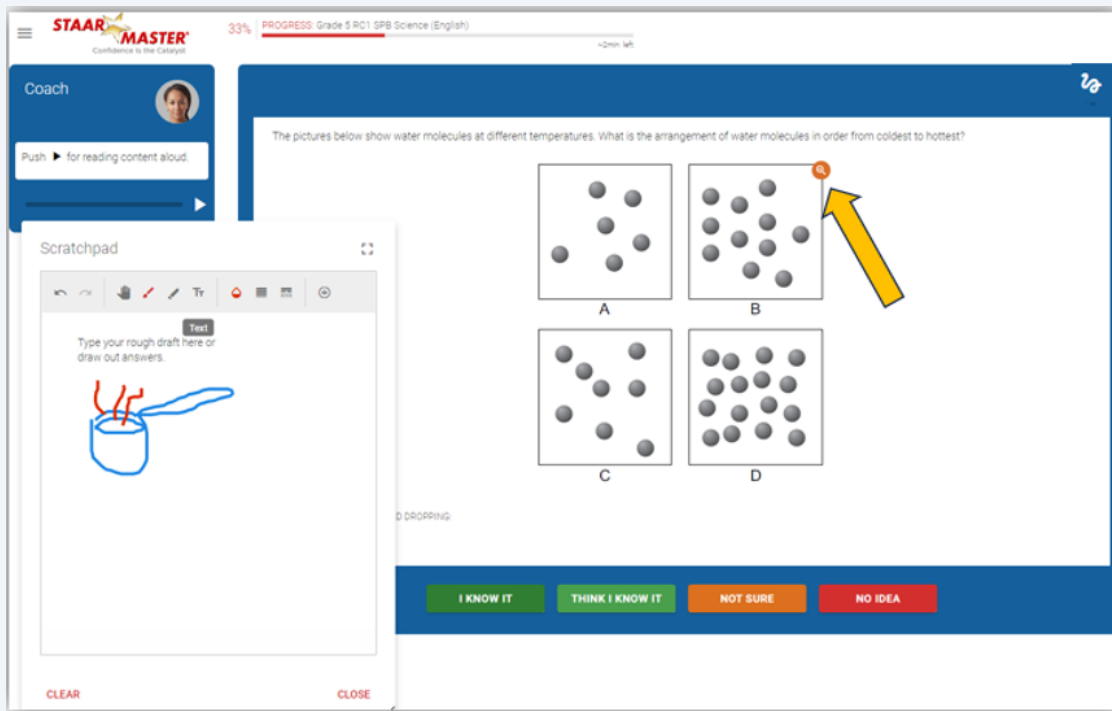 STAAR
MASTER®
Confidence is the Catalyst
33%
PROGRESS: Grade 5 RC1 SPB Science (English)
~2min left
Coach
Push ▶ for reading content aloud.
The pictures below show water molecules at different temperatures. What is the arrangement of water molecules in order from coldest to hottest?
A
B
C
D
D DROPPING:
I KNOW IT
THINK I KNOW IT
NOT SURE
NO IDEA
Scratchpad
TT
Text
Type your rough draft here or
draw out answers.
CLEAR
CLOSE